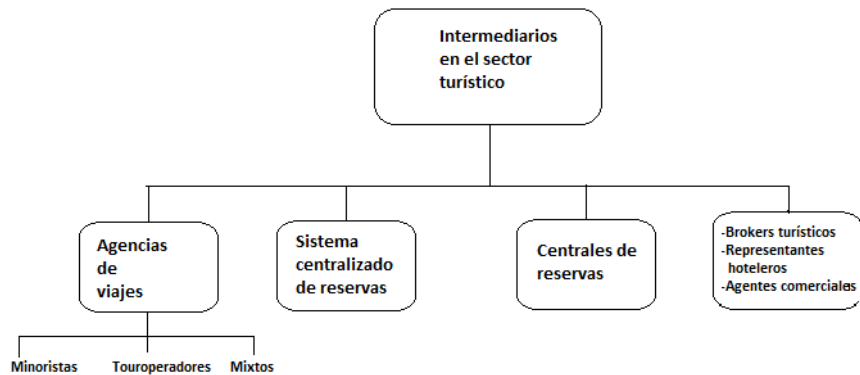 Intermediarios
en el sector
turístico
Agencias
de
viajes
Sistema
centralizado
de reservas
Centrales de
reservas
-Brokers turísticos
-Representantes
hoteleros
-Agentes comerciales
Minoristas
Touroperadores
Mixtos